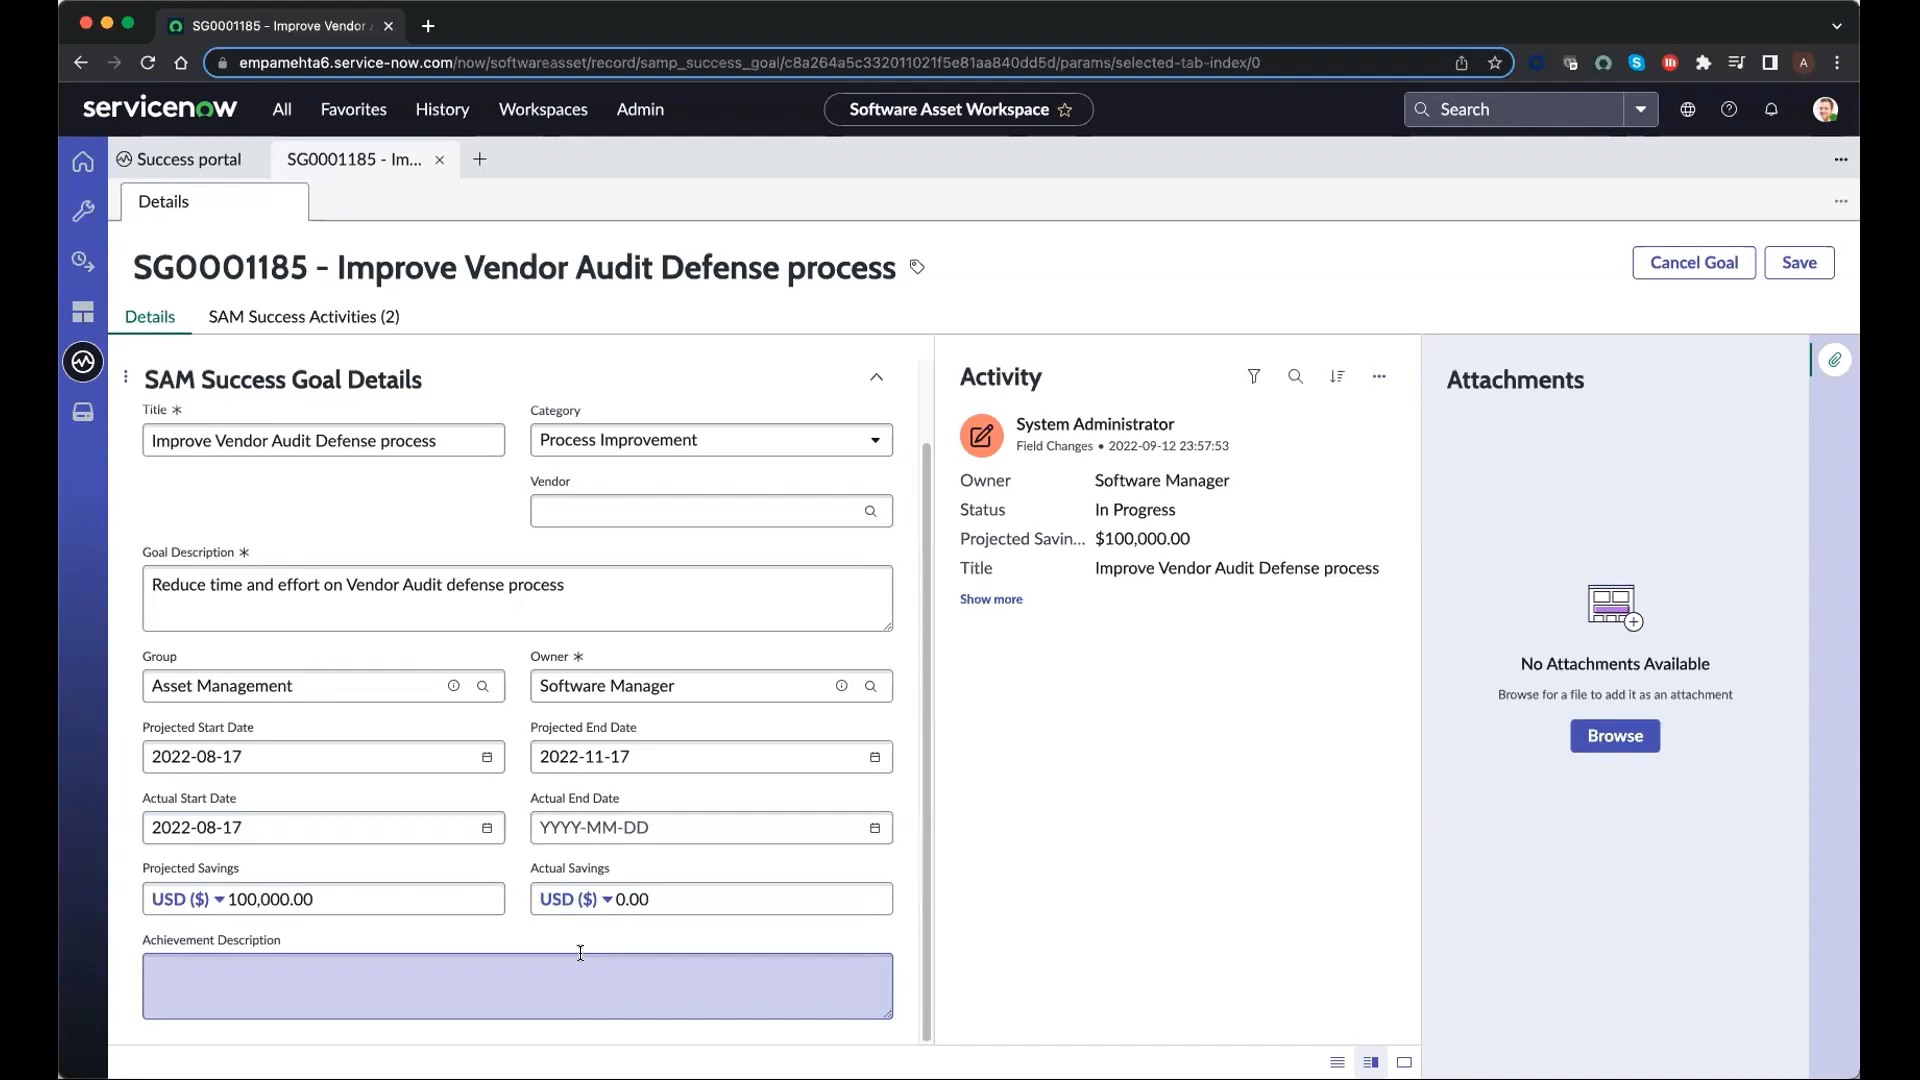 SG0001185 - Improve Vendor
empamehta6.service-now.com/now/softwareasset/record/samp_success_goal/c8a264a5c332011021f5e81aa840dd5d/params/selected-tab-index/0
A
servicenow All Favorites History Workspaces Admin Software Asset Workspace Search
Success portal SG0001185 - Im...
Details
SG0001185 - Improve Vendor Audit Defense process
Cancel Goal Save
Details SAM Success Activities (2)
SAM Success Goal Details
Title *
Category
Improve Vendor Audit Defense process
Process Improvement
Vendor
Goal Description *
Reduce time and effort on Vendor Audit defense process
Group
Owner *
Asset Management
Software Manager
Projected Start Date
Projected End Date
2022-08-17
2022-11-17
Actual Start Date
Actual End Date
2022-08-17
YYYY-MM-DD
Projected Savings
Actual Savings
USD ($) 100,000.00
USD ($) 0.00
Achievement Description
Activity
System Administrator
Field Changes • 2022-09-12 23:57:53
Owner Software Manager
Status In Progress
Projected Savin... $100,000.00
Title Improve Vendor Audit Defense process
Show more
Attachments
No Attachments Available
Browse for a file to add it as an attachment
Browse